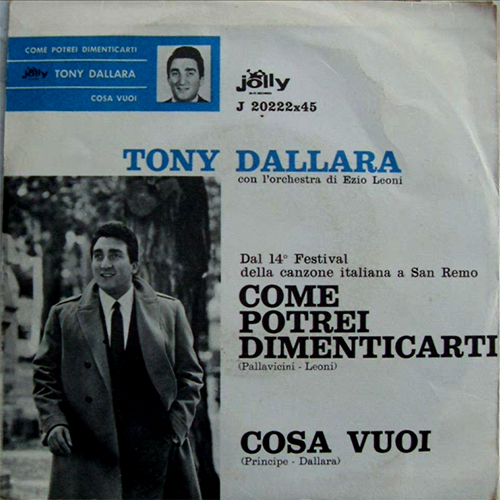 COME POTREI DIMENTICARTI
jolly TONY DALLARA
COSA VUOI
jolly
J 20222x45
TONY DALLARA
con l'orchestra di Ezio Leoni
Dal 14° Festival
della canzone italiana a San Remo
COME
POTREI
DIMENTICARTI
(Pallavicini - Leoni)
COSA VUOI
(Principe - Dallara)